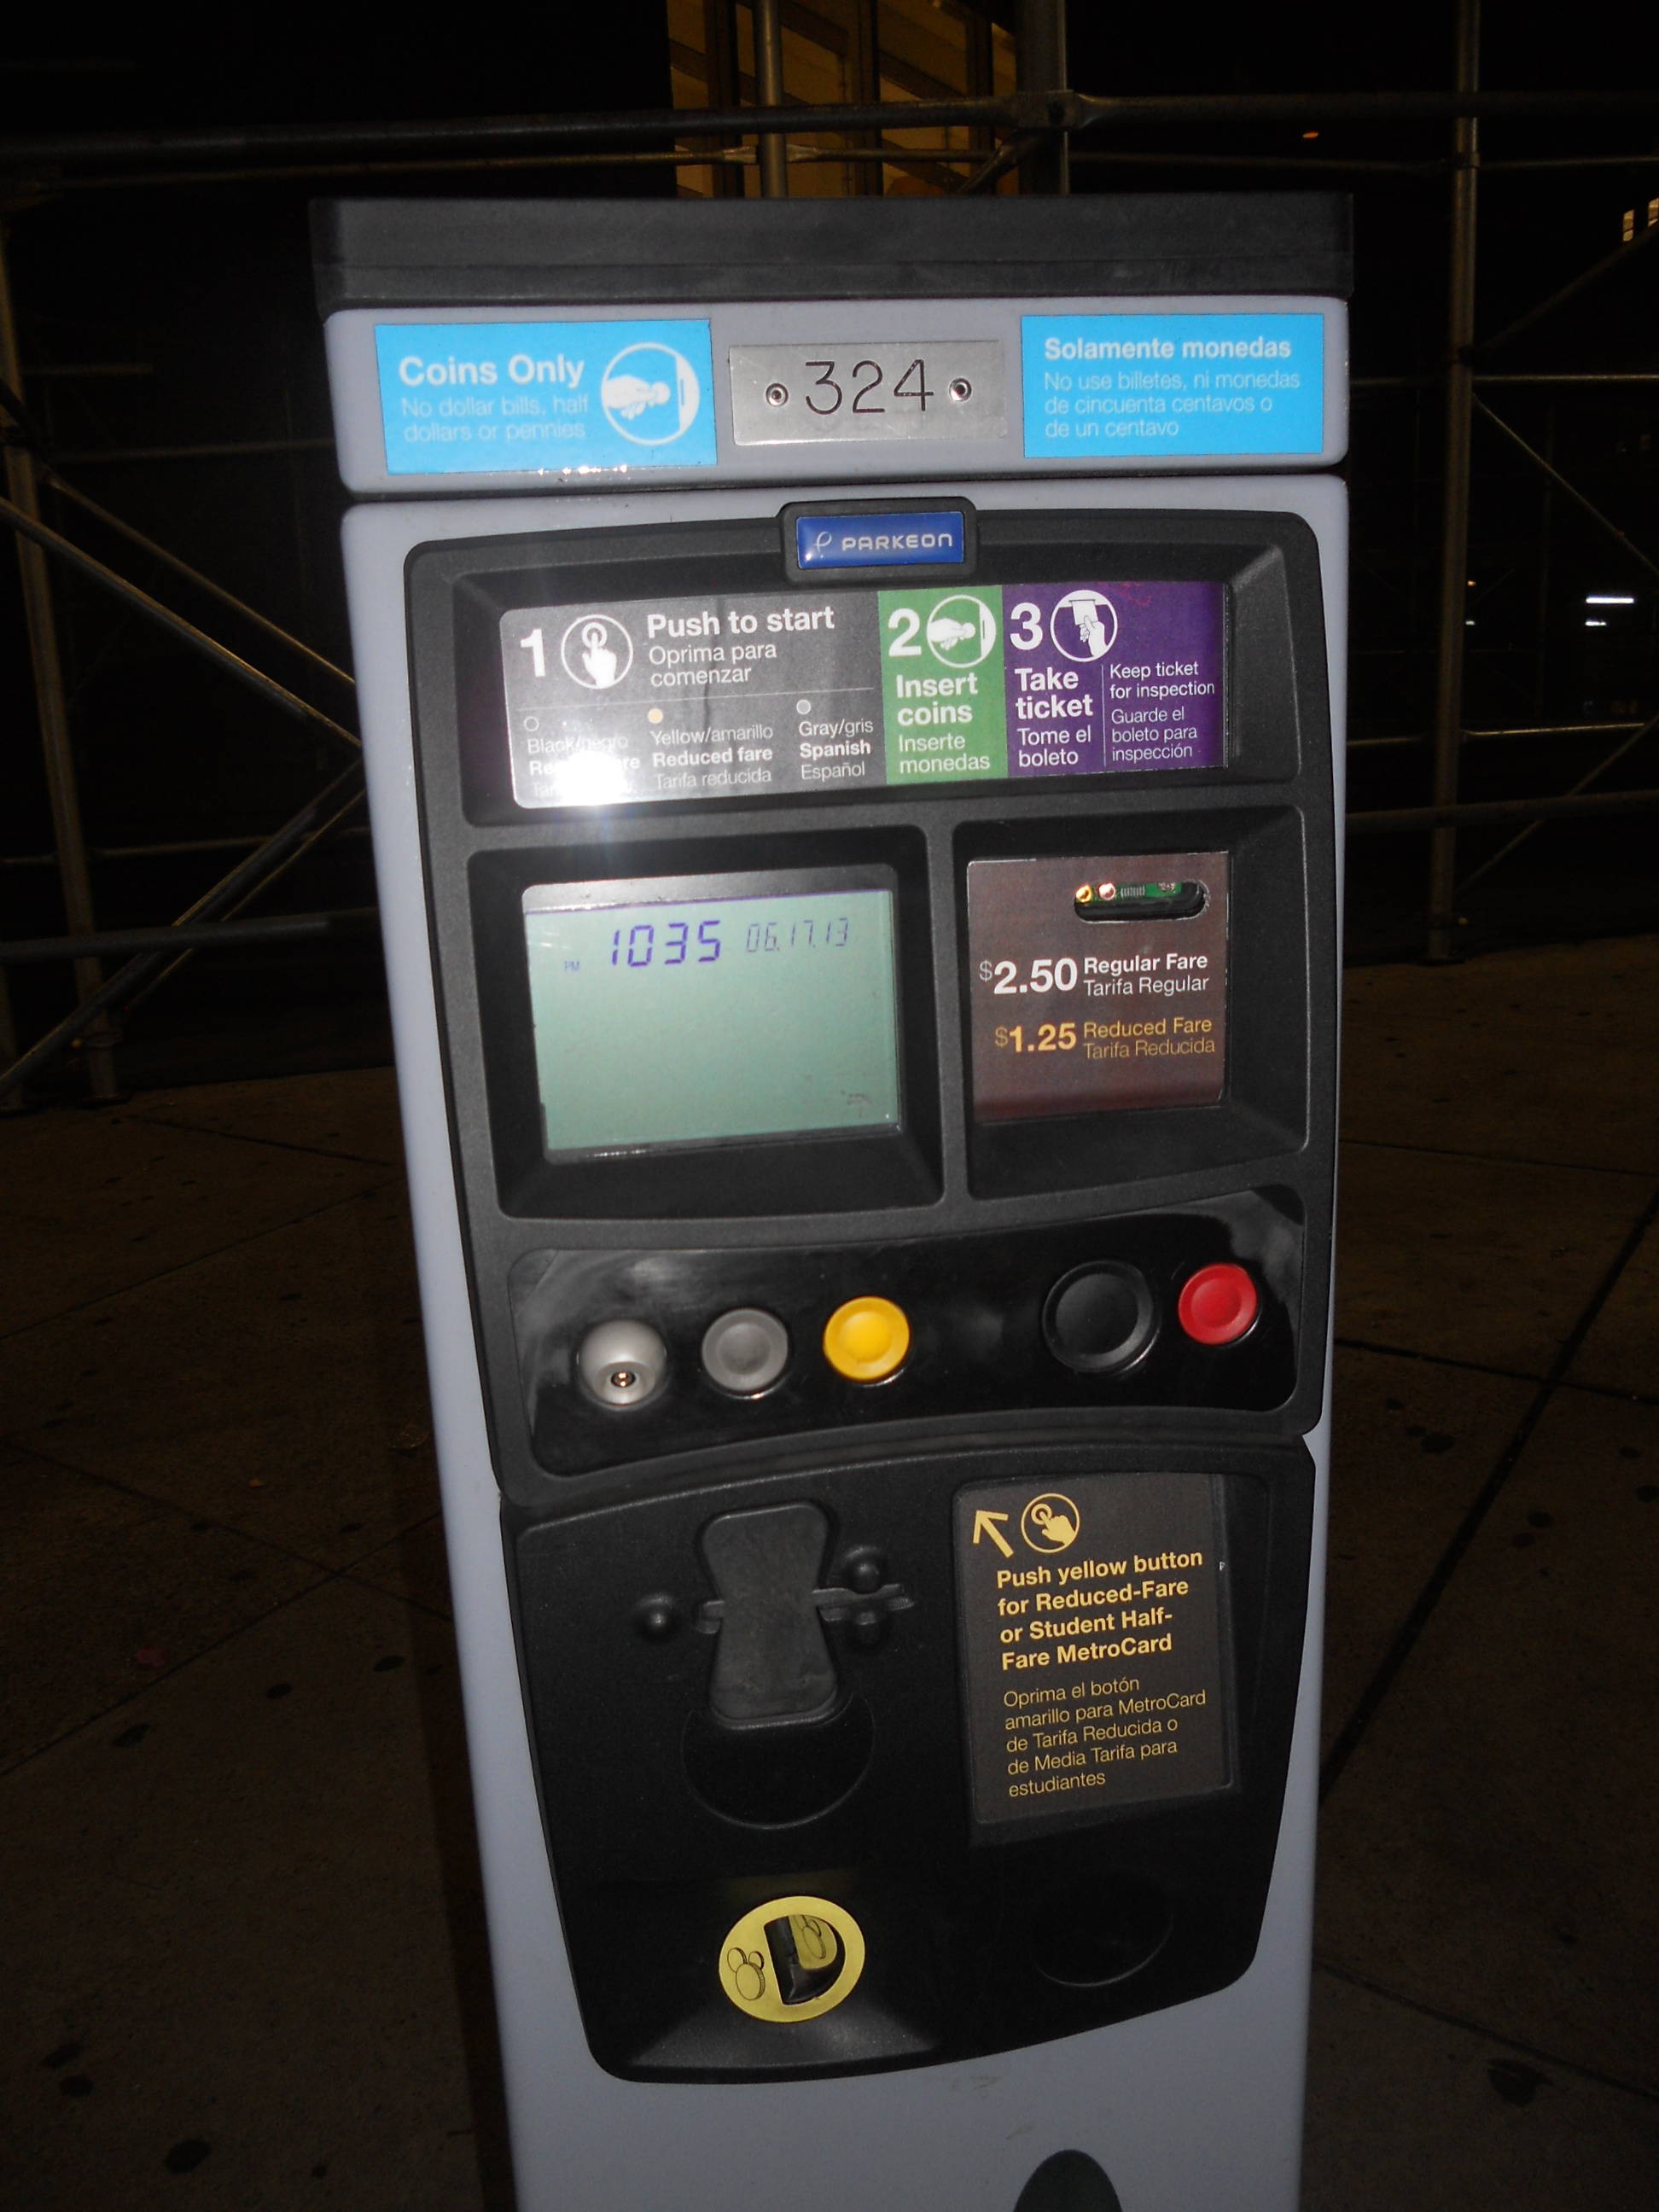 Coins Only
No dollar bills, half
dollars or pennies
324
Solamente monedas
No use billetes, ni monedas
de cincuenta centavos o
de un centavo
PARKEON
1
Push to start
Oprima para
comenzar
Black/negro
Yellow/amarillo
Reduced fare
Tarifa reducida
Gray/gris
Spanish
Español
2
Insert
coins
Inserte
monedas
3
Take
ticket
Tome el
boleto
Keep ticket
for inspection
Guarde el
boleto para
inspección
PM 1035 06.17.13
$2.50 Regular Fare
Tarifa Regular
$1.25 Reduced Fare
Tarifa Reducida
Push yellow button
for Reduced-Fare
or Student Half-
Fare MetroCard
Oprima el botón
amarillo para MetroCard
de Tarifa Reducida o
de Media Tarifa para
estudiantes